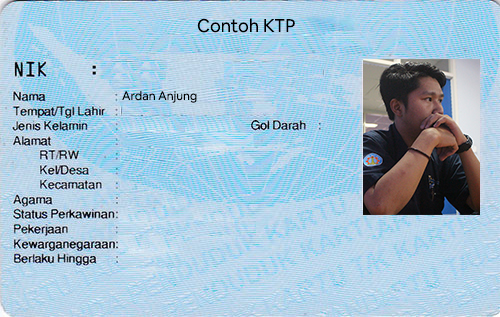 Contoh KTP
NIK :
Nama : Ardan Anjung
Tempat/Tgl Lahir :
Jenis Kelamin : Gol Darah :
Alamat :
RT/RW :
Kel/Desa :
Kecamatan :
Agama :
Status Perkawinan:
Pekerjaan :
Kewarganegaraan:
Berlaku Hingga :